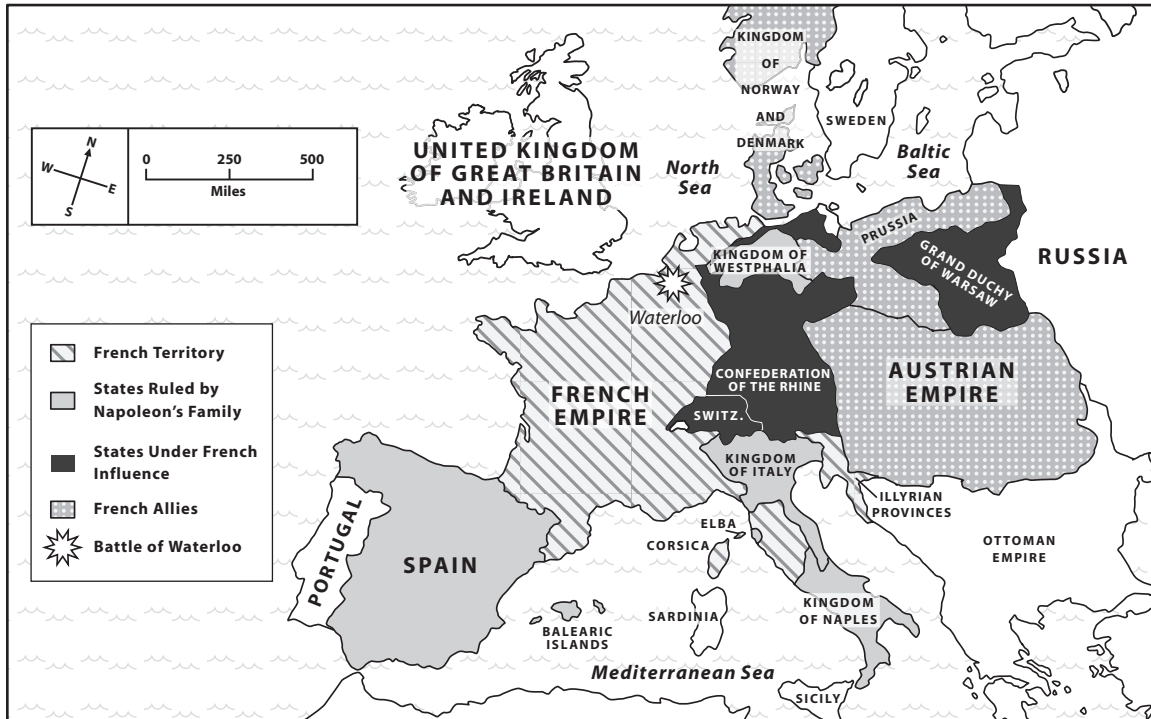 KINGDOM
OF
NORWAY
AND
DENMARK
SWEDEN
Baltic
Sea
North
Sea
UNITED KINGDOM
OF GREAT BRITAIN
AND IRELAND
N
W
E
S
0 250 500
Miles
PRUSSIA
GRAND DUCHY
OF WARSAW
RUSSIA
KINGDOM OF
WESTPHALIA
Waterloo
French Territory
States Ruled by
Napoleon's Family
States Under French
Influence
French Allies
Battle of Waterloo
CONFEDERATION
OF THE RHINE
AUSTRIAN
EMPIRE
FRENCH
EMPIRE
SWITZ.
KINGDOM
OF ITALY
ILLYRIAN
PROVINCES
ELBA
CORSICA
OTTOMAN
EMPIRE
PORTUGAL
SPAIN
SARDINIA
KINGDOM
OF NAPLES
BALEARIC
ISLANDS
Mediterranean Sea
SICILY